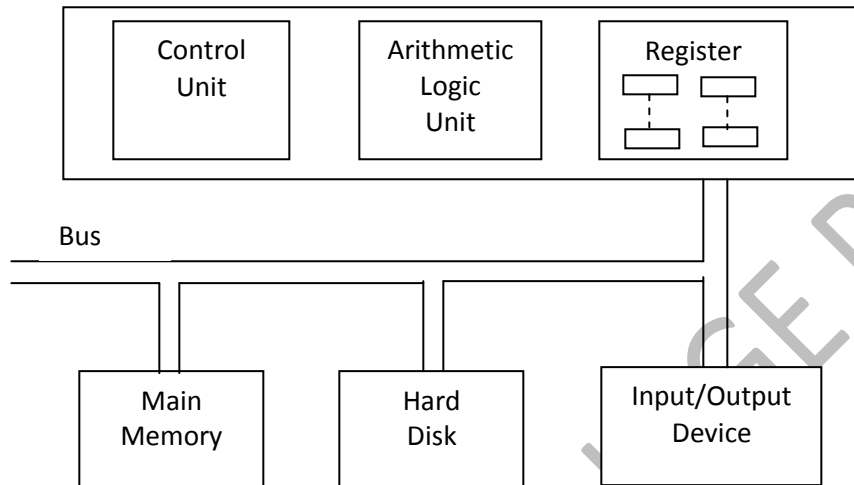 Control
Unit
Arithmetic
Logic
Unit
Register
Bus
Main
Memory
Hard
Disk
Input/Output
Device